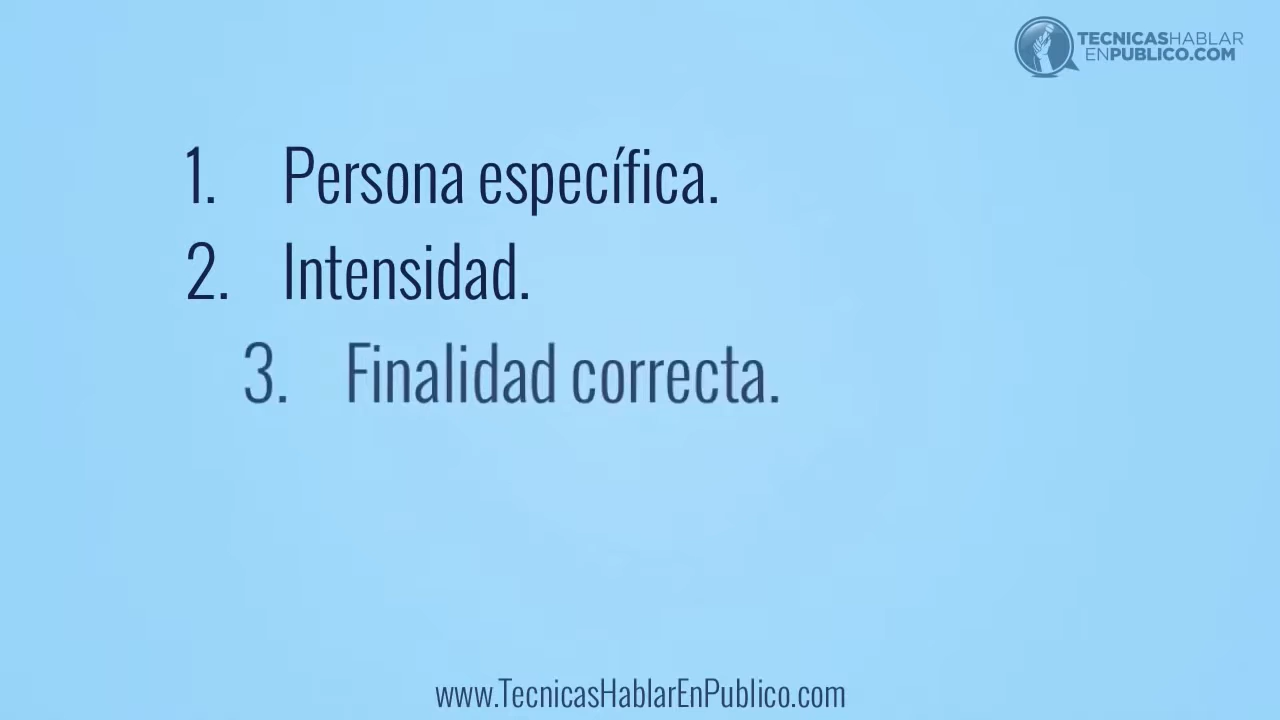 TECNICASHABLAR
ENPUBLICO.COM
1. Persona específica.
2. Intensidad.
3. Finalidad correcta.
www.TecnicasHablarEnPublico.com